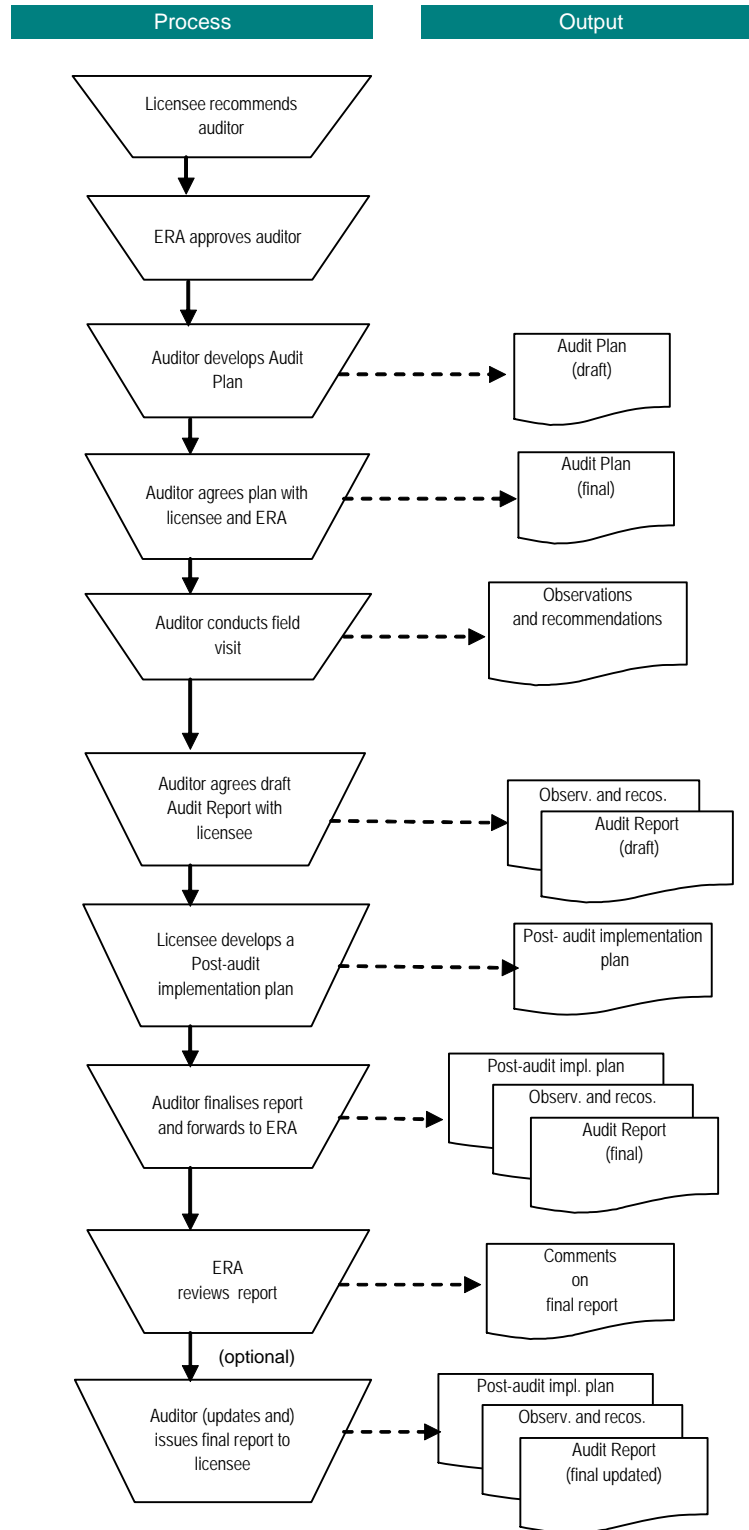 Process
Output
Licensee recommends
auditor
ERA approves auditor
Auditor develops Audit
Plan
Audit Plan
(draft)
Auditor agrees plan with
licensee and ERA
Audit Plan
(final)
Auditor conducts field
visit
Observations
and recommendations
Auditor agrees draft
Audit Report with
licensee
Observ. and recos.
Audit Report
(draft)
Licensee develops a
Post-audit
implementation plan
Post- audit implementation
plan
Auditor finalises report
and forwards to ERA
Post-audit impl. plan
Observ. and recos.
Audit Report
(final)
ERA
reviews report
Comments
on
final report
(optional)
Auditor (updates and)
issues final report to
licensee
Post-audit impl. plan
Observ. and recos.
Audit Report
(final updated)